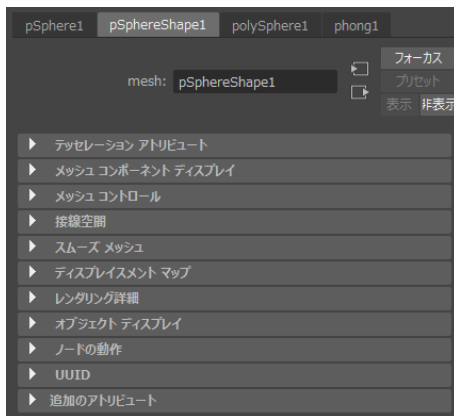 pSphere1 pSphereShape1 polySphere1 phong1
フォーカス
mesh: pSphereShape1
プリセット
表示 非表示
テッセレーション アトリビュート
メッシュ コンポーネント ディスプレイ
メッシュ コントロール
接線空間
スムーズ メッシュ
ディスプレイスメント マップ
レンダリング詳細
オブジェクト ディスプレイ
ノードの動作
UUID
追加のアトリビュート